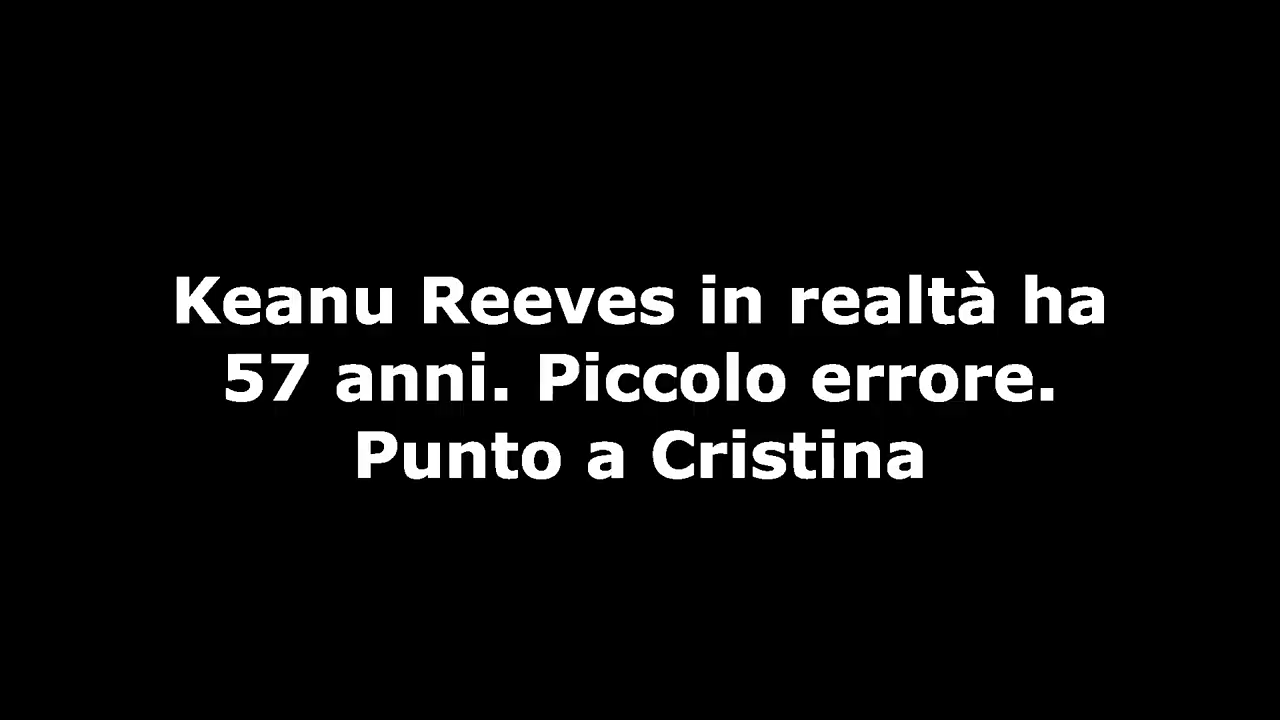 Keanu Reeves in realtà ha
57 anni. Piccolo errore.
Punto a Cristina